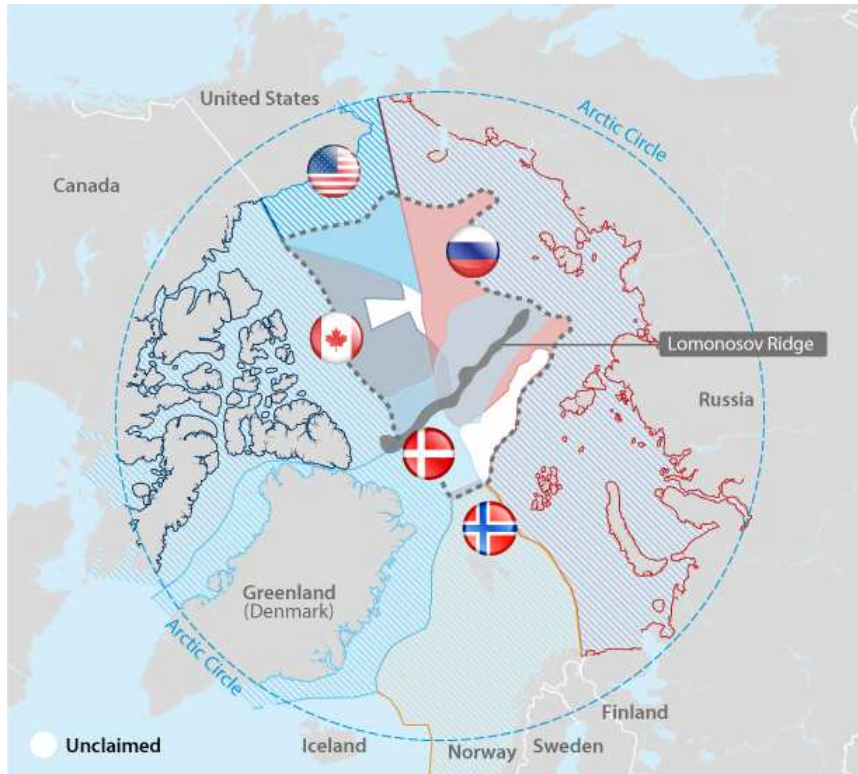 United States
Arctic Circle
Canada
Lomonosov Ridge
Russia
Greenland
(Denmark)
Arctic Circle
Finland
Unclaimed
Iceland
Norway
Sweden